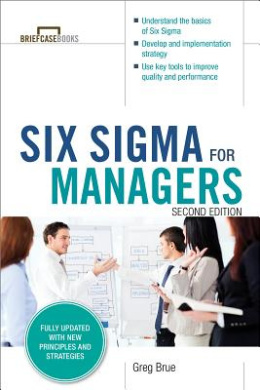 BRIEFCASEBOOKS
Understand the basics
of Six Sigma
Develop and implementation
strategy
Use key tools to improve
quality and performance
SIX SIGMA FOR
MANAGERS
SECOND EDITION
FULLY UPDATED
WITH NEW
PRINCIPLES AND
STRATEGIES
Greg Brue